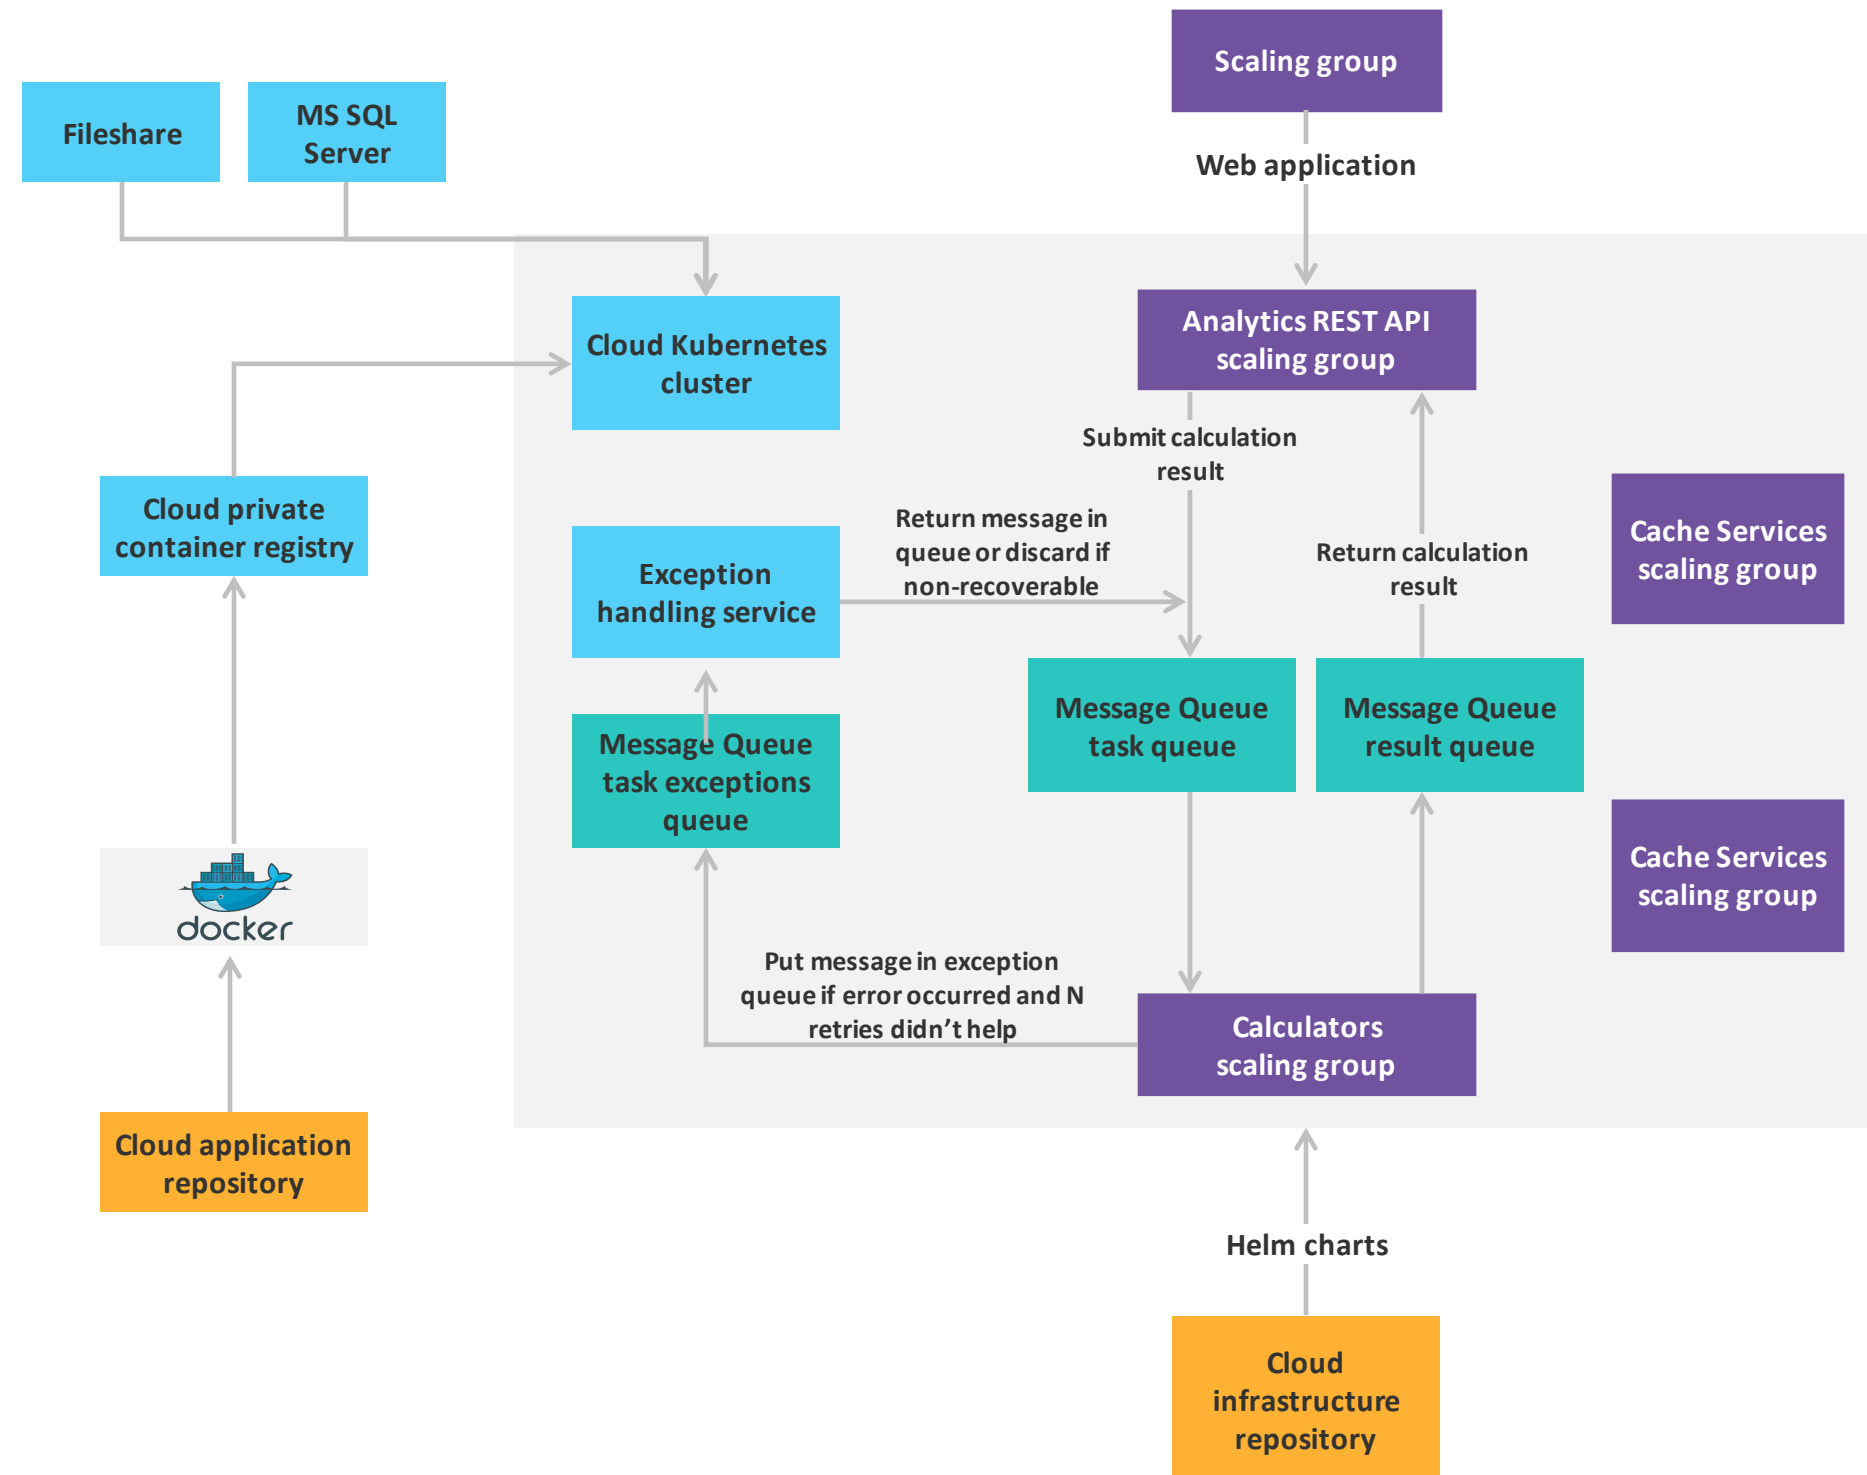 Scaling group
Fileshare
MS SQL
Server
Web application
Cloud Kubernetes
cluster
Analytics REST API
scaling group
Submit calculation
result
Cloud private
container registry
Exception
handling service
Return message in
queue or discard if
non-recoverable
Return calculation
result
Cache Services
scaling group
Message Queue
task exceptions
queue
Message Queue
task queue
Message Queue
result queue
Cache Services
scaling group
docker
Put message in exception
queue if error occurred and N
retries didn’t help
Calculators
scaling group
Cloud application
repository
Helm charts
Cloud
infrastructure
repository